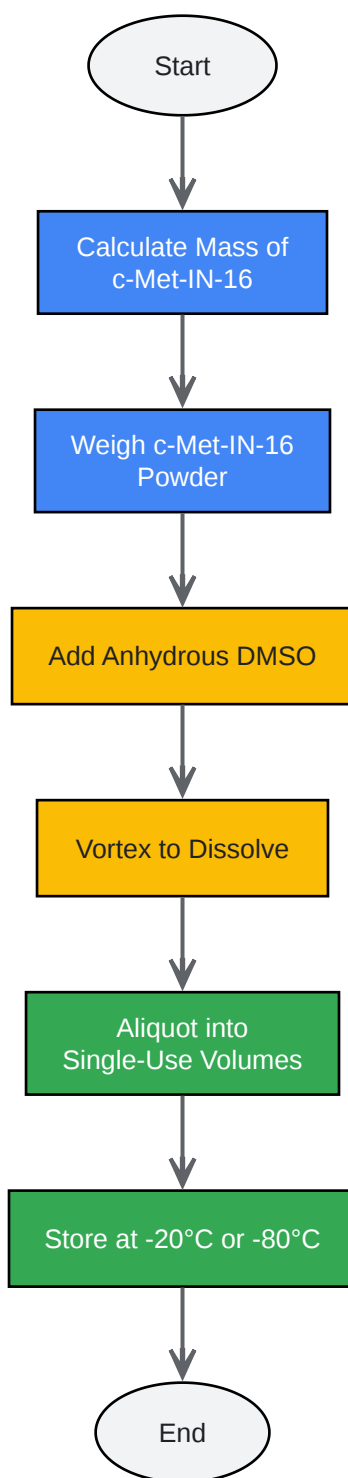 Start
Calculate Mass of
c-Met-IN-16
Weigh c-Met-IN-16
Powder
Add Anhydrous DMSO
Vortex to Dissolve
Aliquot into
Single-Use Volumes
Store at -20°C or -80°C
End